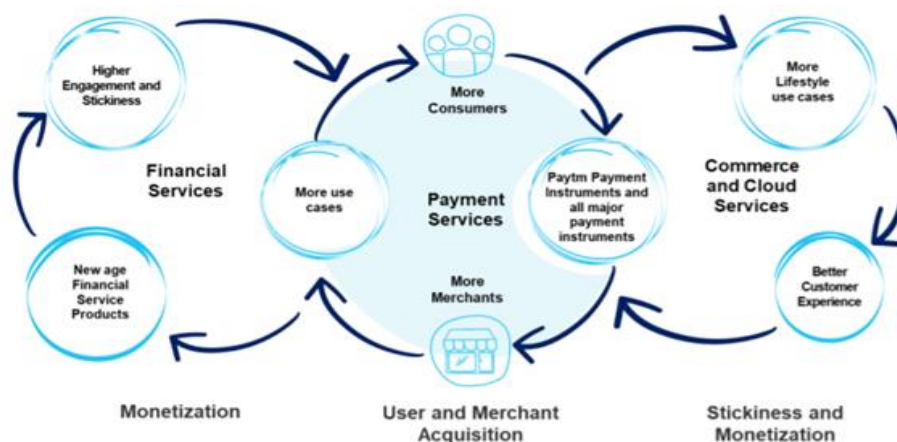 Higher
Engagement and
Stickiness
Financial
Services
New age
Financial
Service
Products
More use
cases
More
Consumers
Payment
Services
More
Merchants
Paytm Payment
Instruments and
all major
payment
instruments
Commerce
and Cloud
Services
More
Lifestyle
use cases
Better
Customer
Experience
Monetization
User and Merchant
Acquisition
Stickiness and
Monetization